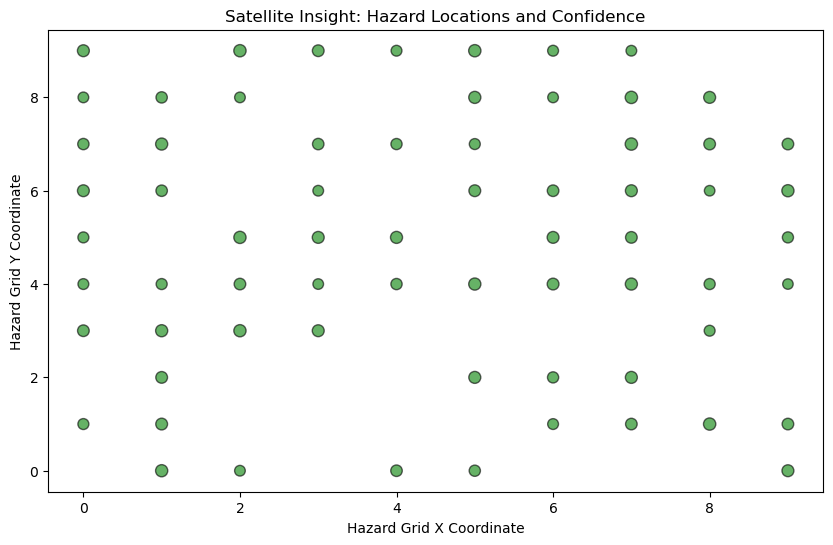 Satellite Insight: Hazard Locations and Confidence
Hazard Grid Y Coordinate
8
6
4
2
0
0 2 4 6 8
Hazard Grid X Coordinate